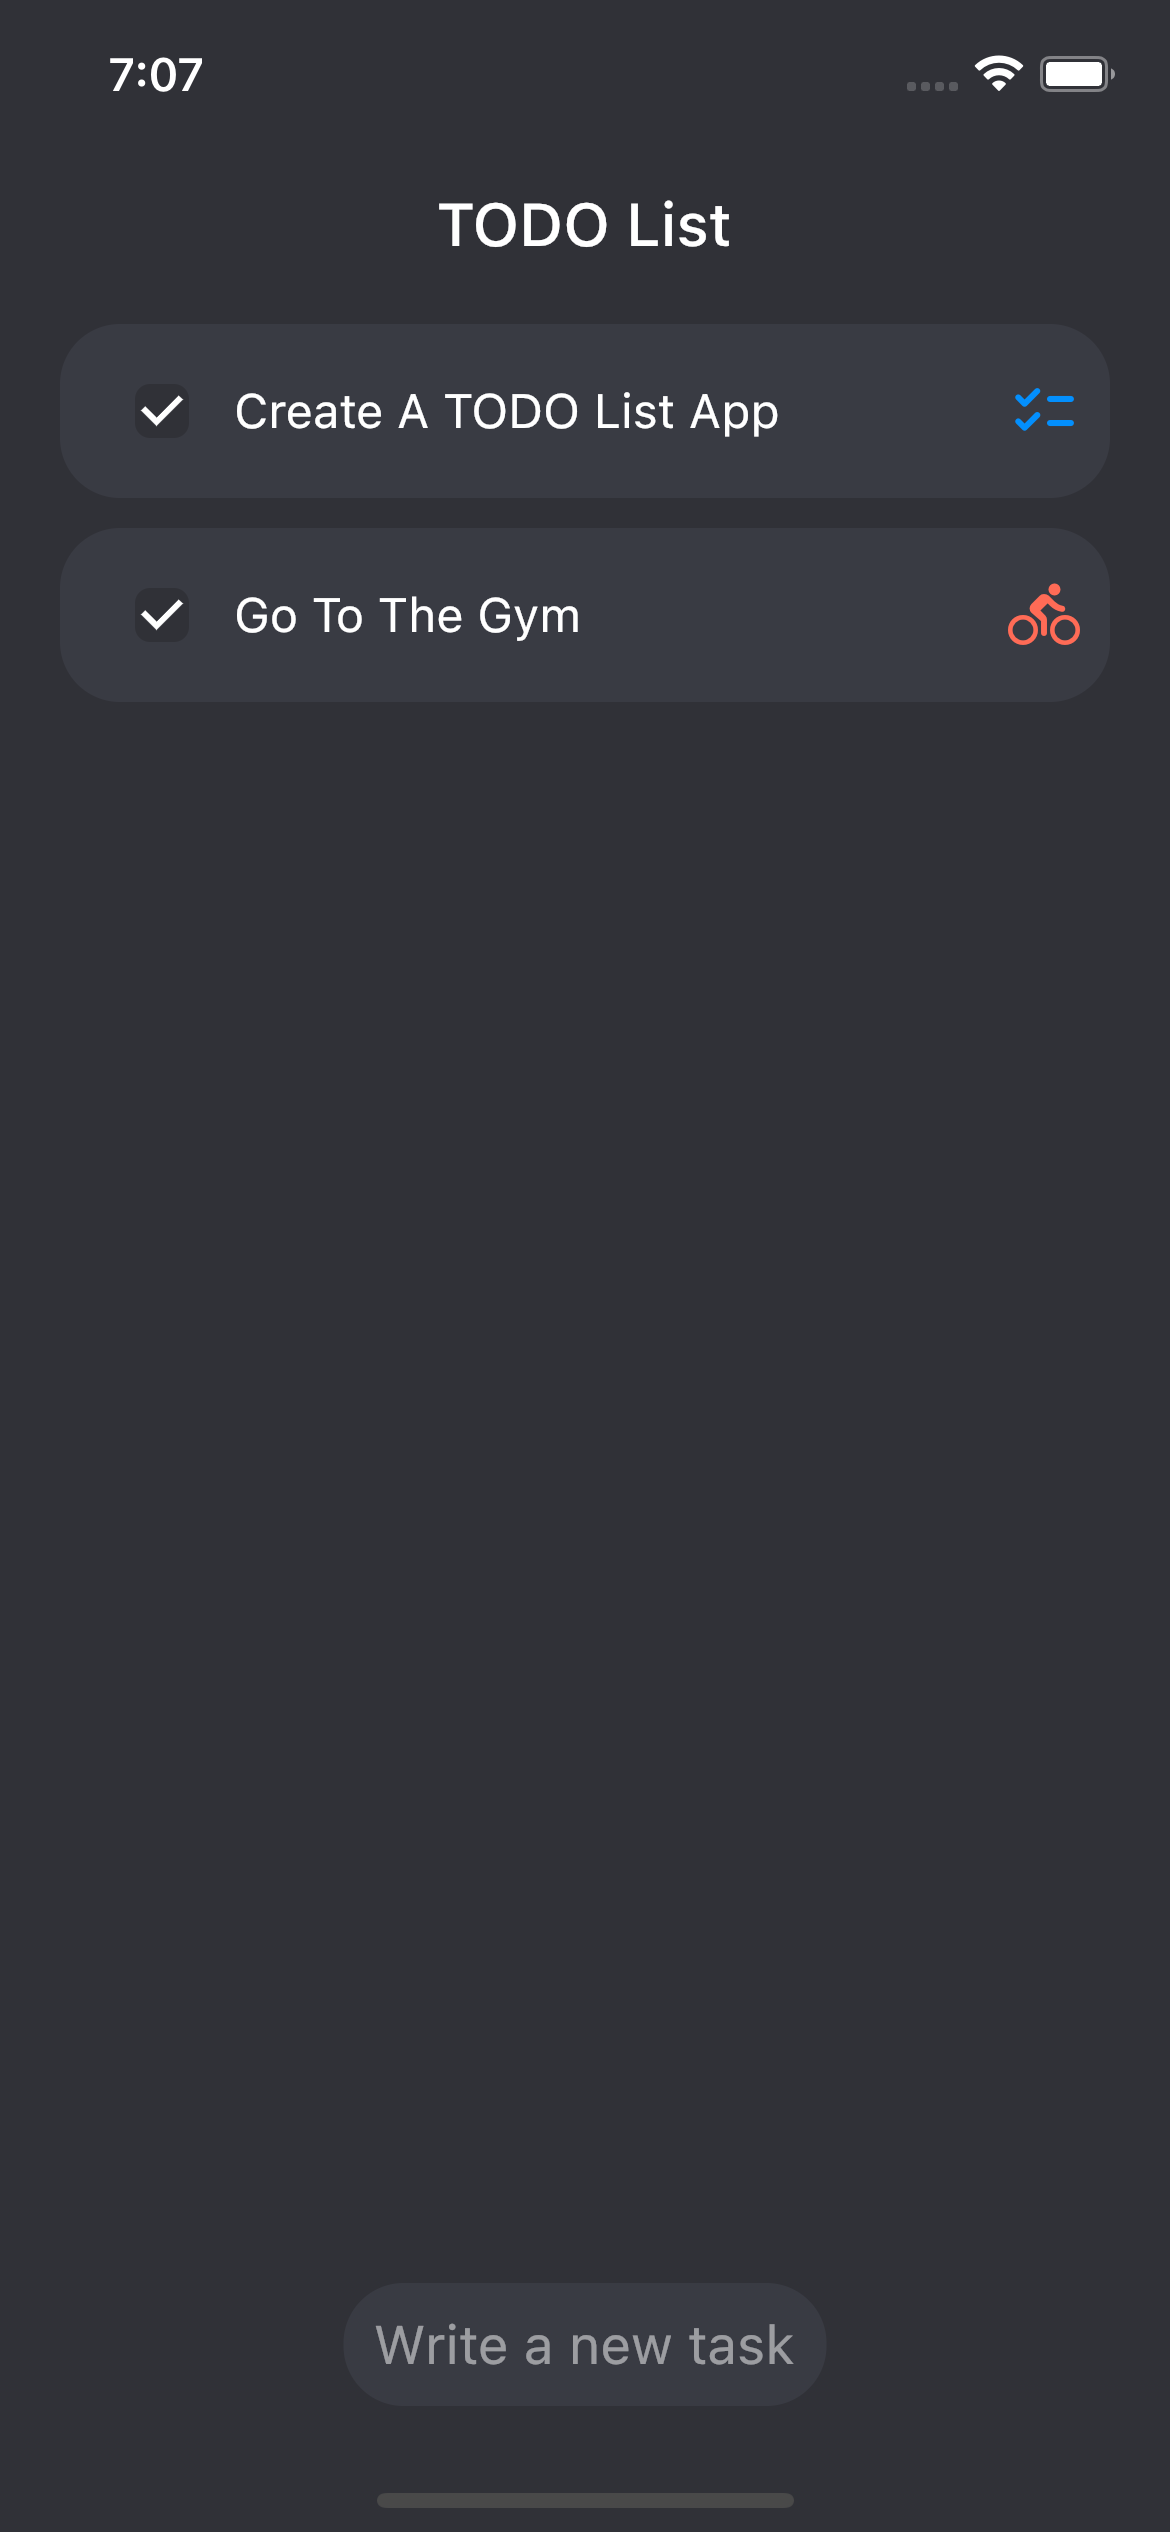 7:07
TODO List
Create A TODO List App
Go To The Gym
Write a new task